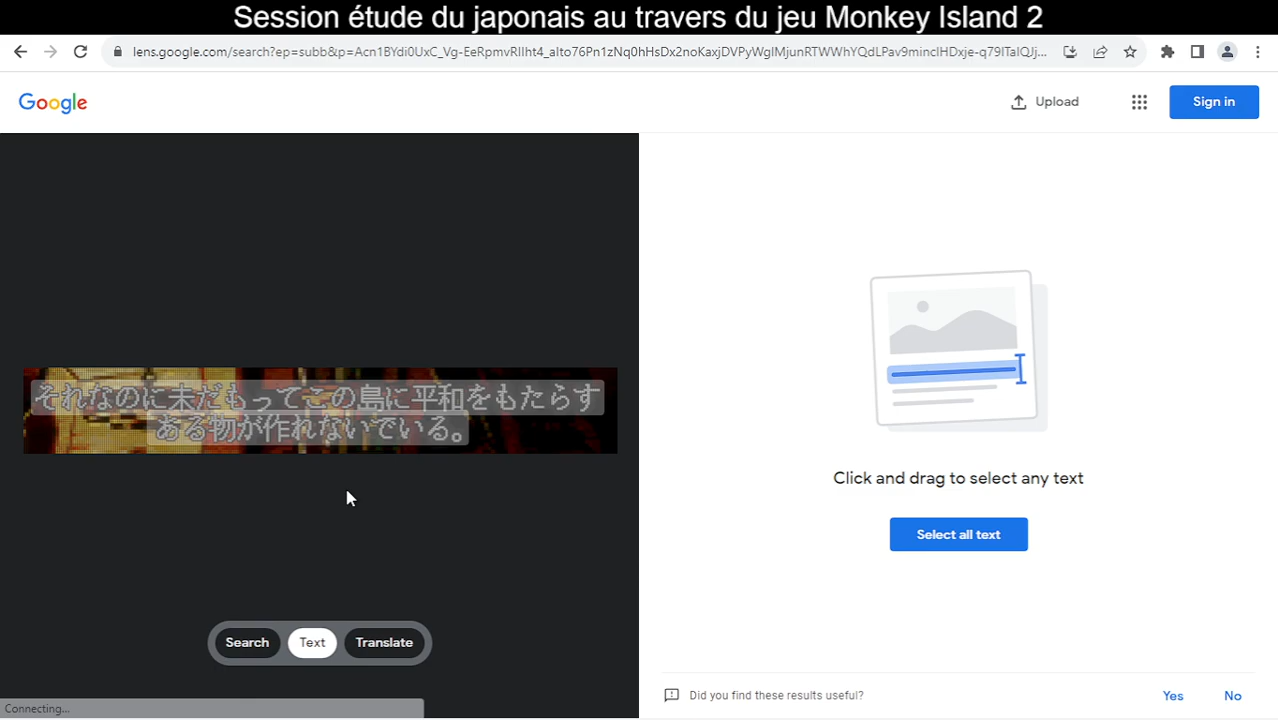 Session étude du japonais au travers du jeu Monkey Island 2
lens.google.com/search?ep=subb&p=Acn1BYdi0UxC_Vg-EeRpmvRIIht4_alto76Pn1zNq0hHsDx2noKaxjDVPyWglMjunRTWWhYQdLPav9mincIHDxje-q79lTalQJj...
Google
Upload
Sign in
それなのに未だもってこの島に平和をもたらす
ある物が作れないでいる。
Click and drag to select any text
Select all text
Search
Text
Translate
Did you find these results useful?
Yes
No
Connecting...